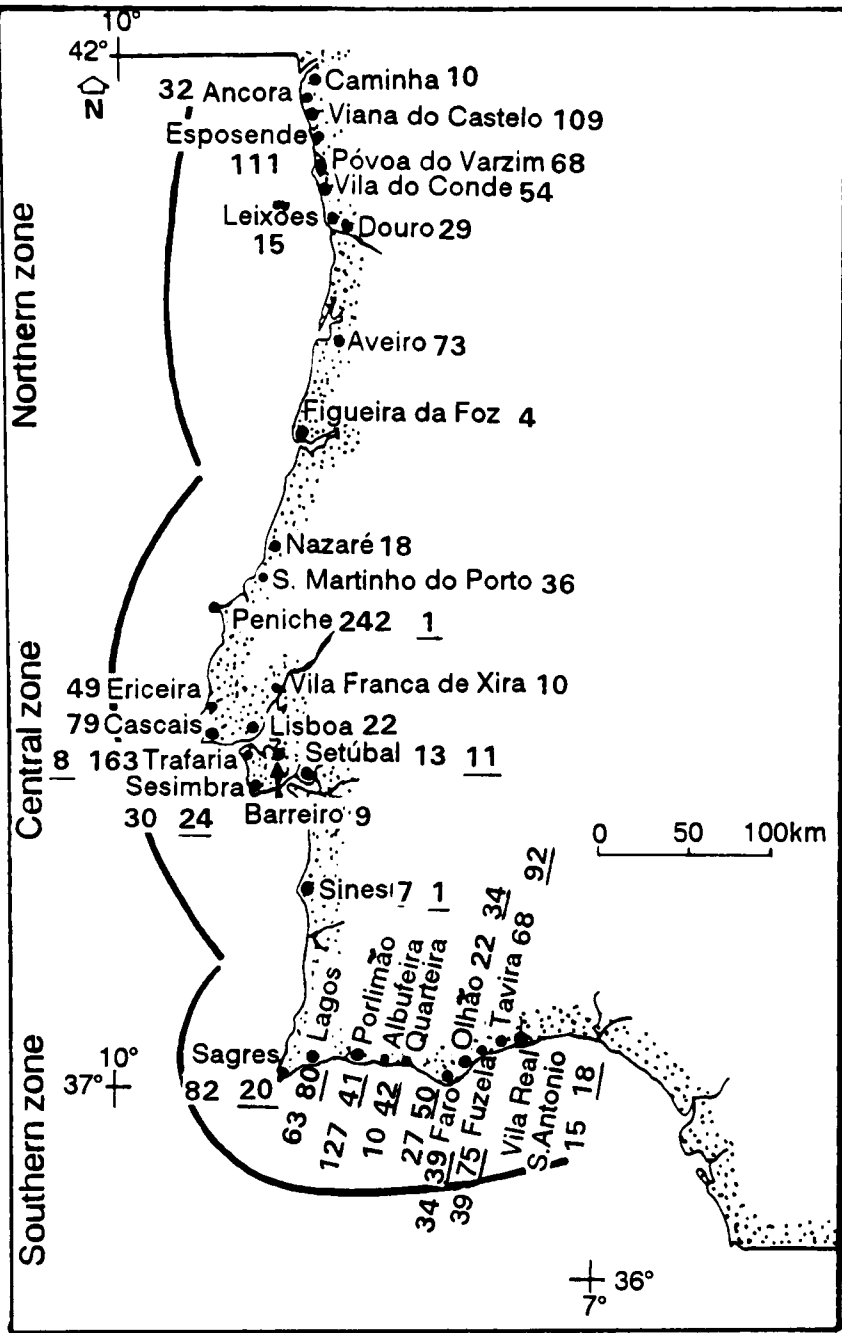 10°
42°
N
Caminha 10
32 Ancora
Viana do Castelo 109
Esposende
111
Póvoa do Varzim 68
Vila do Conde 54
Leixões
15
Douro 29
Northern zone
Aveiro 73
Figueira da Foz 4
Nazaré 18
S. Martinho do Porto 36
Peniche 242 1
Central zone
49 Ericeira
Vila Franca de Xira 10
79 Cascais
Lisboa 22
8 163 Trafaria
Setúbal 13 11
Sesimbra
30 24
Barreiro 9
0 50 100km
Sines 7 1
Southern zone
10°
37°
Sagres
82 20
Lagos
63 80
Porlimão
127 41
Albufeira
10 42
Quarteira
27 50
Faro
34 39
Olhão 22 34
Fuzela
39 75
Tavira 68 92
Vila Real
S.Antonio
15 18
36°
7°